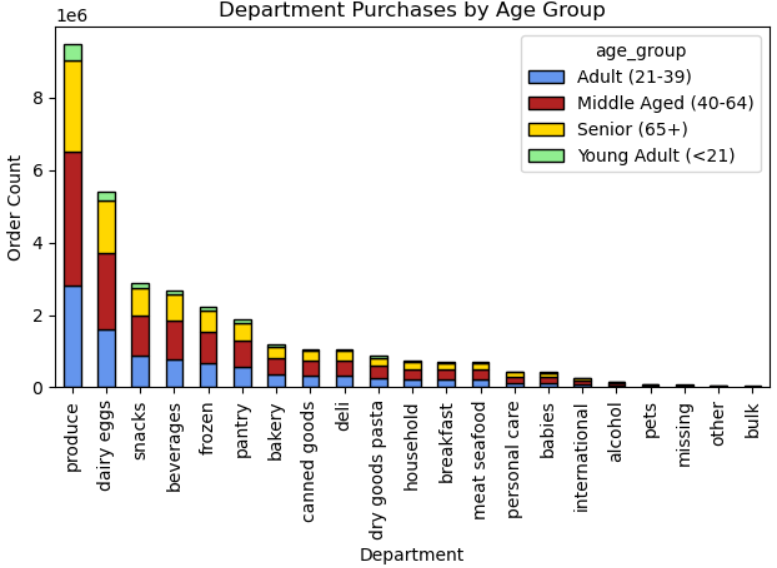 Department Purchases by Age Group
1e6
8
6
4
2
0
Order Count
age_group
Adult (21-39)
Middle Aged (40-64)
Senior (65+)
Young Adult (<21)
produce
dairy eggs
snacks
beverages
frozen
pantry
bakery
canned goods
deli
dry goods pasta
household
breakfast
meat seafood
personal care
babies
international
alcohol
pets
missing
other
bulk
Department